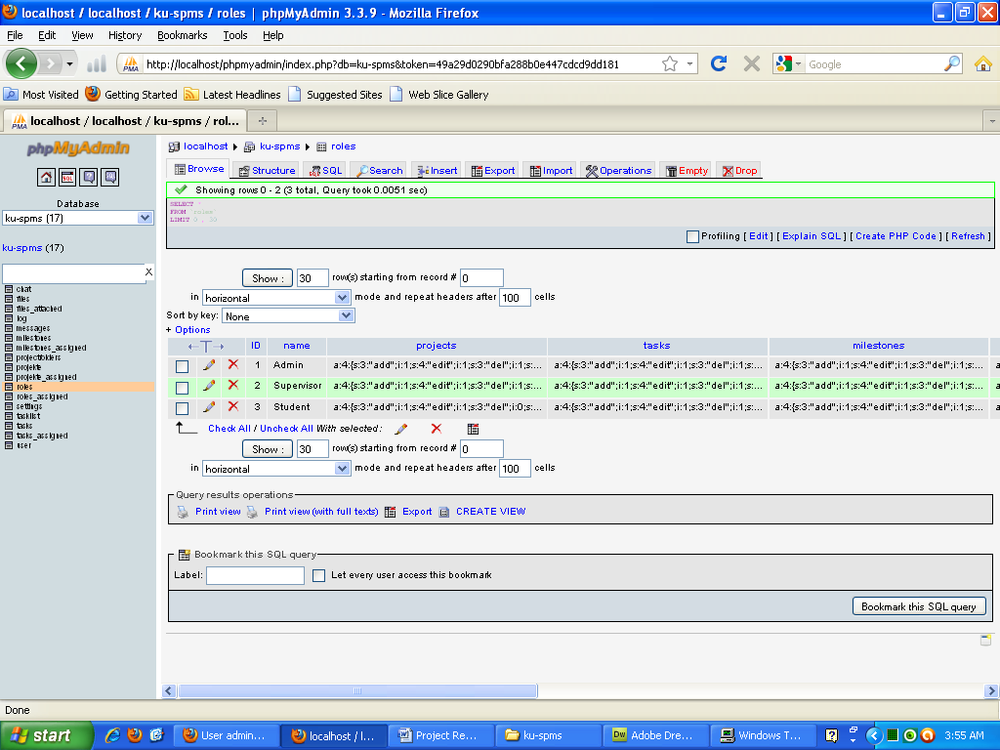 localhost / localhost / ku-spms / roles | phpMyAdmin 3.3.9 - Mozilla Firefox
File Edit View History Bookmarks Tools Help
PMA http://localhost/phpmyadmin/index.php?db=ku-spms&token=49a29d0290bfa288b0e447cdcd9dd181 Google
Most Visited Getting Started Latest Headlines Suggested Sites Web Slice Gallery
PMA localhost / localhost / ku-spms / rol...
phpMyAdmin
SQL
Database
ku-spms (17)
ku-spms (17)
X
chat
files
files_attached
log
messages
milestones
milestones_assigned
projectfolders
projekte
projekte_assigned
roles
roles_assigned
settings
tasklist
tasks
tasks_assigned
user
localhost ku-spms roles
Browse Structure SQL Search Insert Export Import Operations Empty Drop
Showing rows 0 - 2 (3 total, Query took 0.0051 sec)
SELECT *
FROM `roles`
LIMIT 0 , 30
Profiling [ Edit ] [ Explain SQL ] [ Create PHP Code ] [ Refresh ]
Show : 30 row(s) starting from record # 0
in horizontal mode and repeat headers after 100 cells
Sort by key: None
+ Options
←T→ ID name projects tasks milestones
1 Admin a:4:{s:3:"add";i:1;s:4:"edit";i:1;s:3:"del";i:1;s:... a:4:{s:3:"add";i:1;s:4:"edit";i:1;s:3:"del";i:1;s:... a:4:{s:3:"add";i:1;s:4:"edit";i:1;s:3:"del";i:1;s:... a
2 Supervisor a:4:{s:3:"add";i:1;s:4:"edit";i:1;s:3:"del";i:1;s:... a:4:{s:3:"add";i:1;s:4:"edit";i:1;s:3:"del";i:1;s:... a:4:{s:3:"add";i:1;s:4:"edit";i:1;s:3:"del";i:1;s:... a
3 Student a:4:{s:3:"add";i:1;s:4:"edit";i:1;s:3:"del";i:0;s:... a:4:{s:3:"add";i:1;s:4:"edit";i:1;s:3:"del";i:1;s:... a:4:{s:3:"add";i:1;s:4:"edit";i:1;s:3:"del";i:1;s:... a
Check All / Uncheck All With selected:
Show : 30 row(s) starting from record # 0
in horizontal mode and repeat headers after 100 cells
Query results operations
Print view Print view (with full texts) Export CREATE VIEW
Bookmark this SQL query
Label: Let every user access this bookmark
Bookmark this SQL query
Done
start User admin... localhost / l... Project Re... ku-spms Dw Adobe Dre... Windows T... 3:55 AM